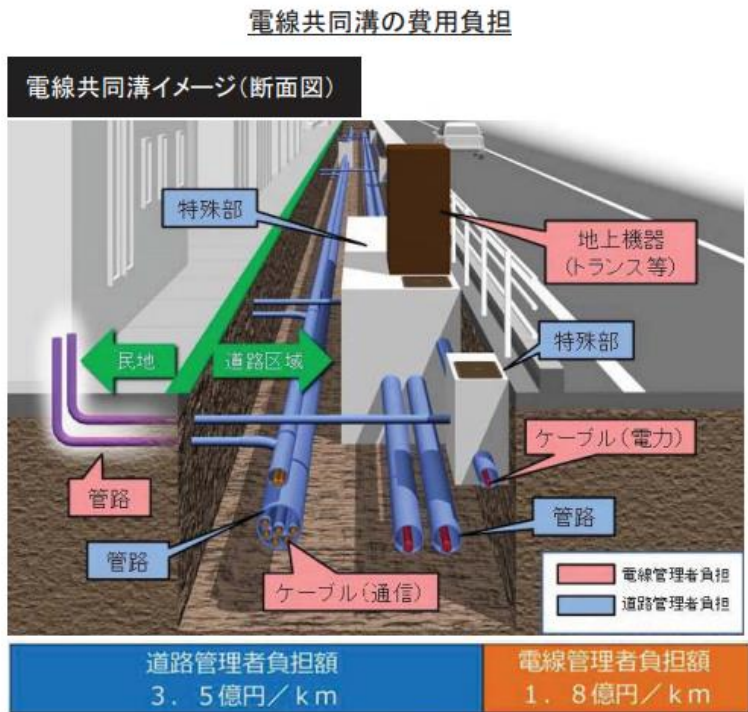 電線共同溝の費用負担
電線共同溝イメージ(断面図)
特殊部
地上機器
(トランス等)
民地
道路区域
特殊部
ケーブル(電力)
管路
管路
管路
ケーブル(通信)
電線管理者負担
道路管理者負担
道路管理者負担額
3.5億円/km
電線管理者負担額
1.8億円/km